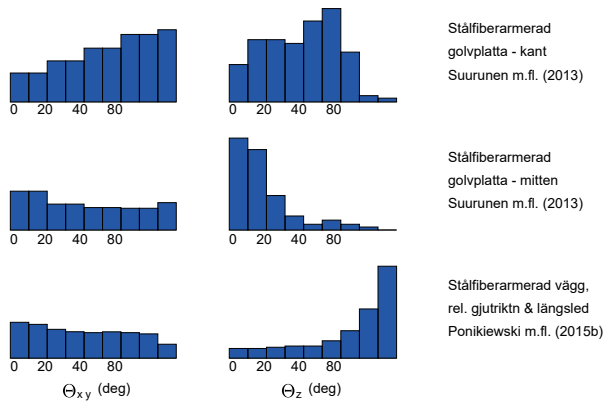 0 20 40 80
0 20 40 80
Stålfiberarmerad
golvplatta - kant
Suurunen m.fl. (2013)
0 20 40 80
0 20 40 80
Stålfiberarmerad
golvplatta - mitten
Suurunen m.fl. (2013)
0 20 40 80
0 20 40 80
Stålfiberarmerad vägg,
rel. gjutriktn & längsled
Ponikiewski m.fl. (2015b)
Θxy (deg)
Θz (deg)